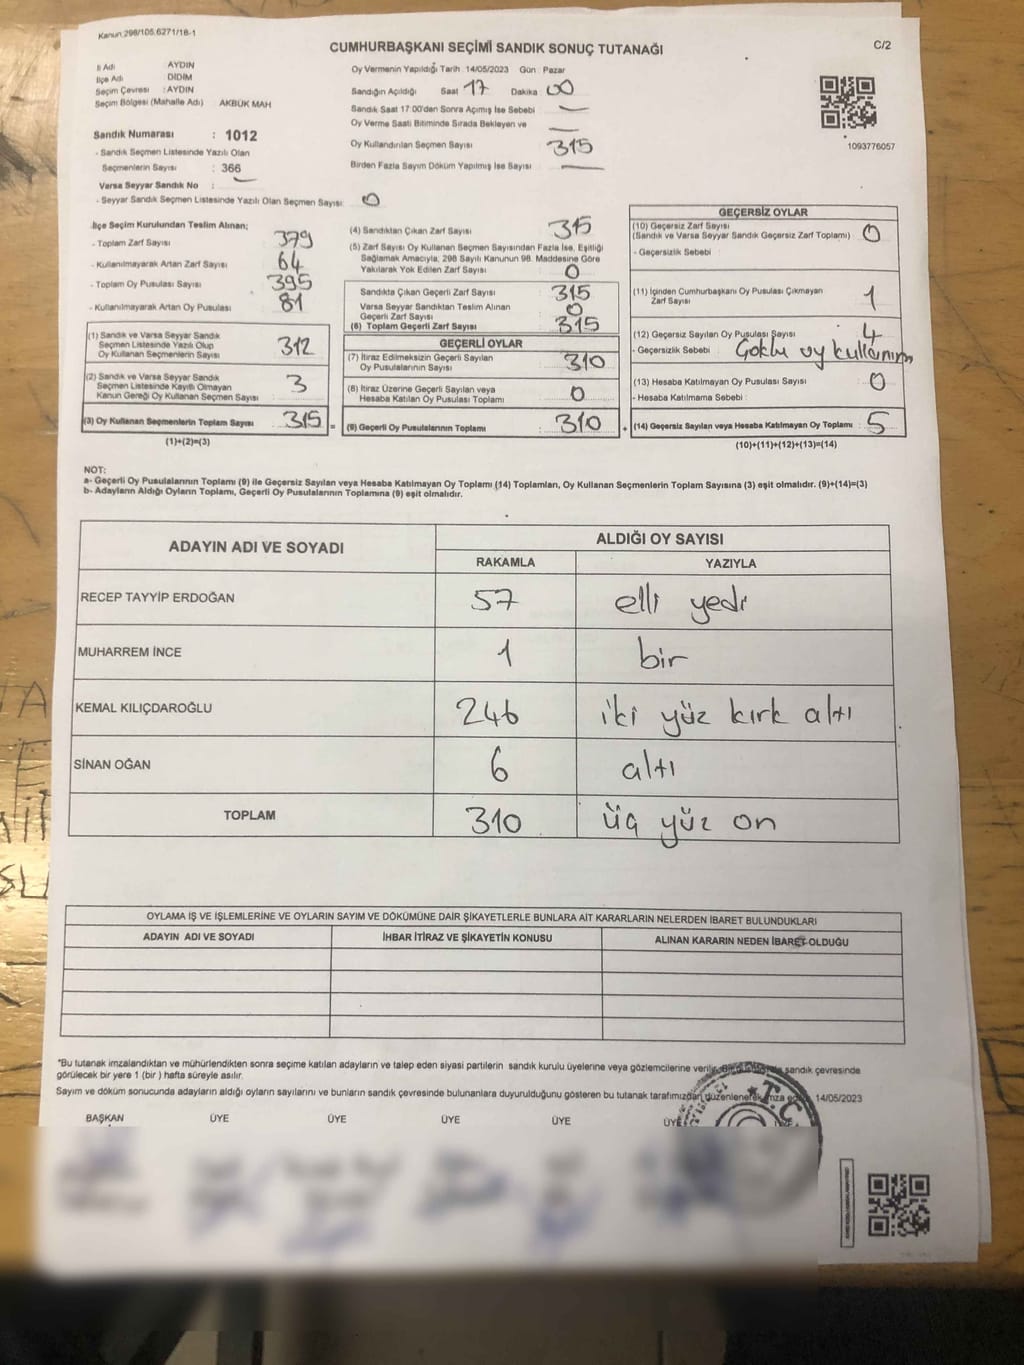 Kanun 298/105,6271/18-1
CUMHURBAŞKANI SEÇİMİ SANDIK SONUÇ TUTANAĞI
C/2
İl Adı AYDIN
İlçe Adı DİDİM
Seçim Çevresi : AYDIN
Seçim Bölgesi (Mahalle Adı) AKBÜK MAH
Sandık Numarası : 1012
- Sandık Seçmen Listesinde Yazılı Olan
Seçmenlerin Sayısı : 366
Varsa Seyyar Sandık No :
- Seyyar Sandık Seçmen Listesinde Yazılı Olan Seçmen Sayısı: 0
Oy Vermenin Yapıldığı Tarih :14/05/2023 Gün : Pazar
Sandığın Açıldığı Saat 17 Dakika 00
Sandık Saat 17:00'den Sonra Açımış İse Sebebi
Oy Verme Saati Bitiminde Sırada Bekleyen ve
Oy Kullandırılan Seçmen Sayısı 315
Birden Fazla Sayım Döküm Yapılmış İse Sayısı
1093776057
İlçe Seçim Kurulundan Teslim Alınan;
- Toplam Zarf Sayısı 379
- Kullanılmayarak Artan Zarf Sayısı 64
- Toplam Oy Pusulası Sayısı 395
- Kullanılmayarak Artan Oy Pusulası 81
(1) Sandık ve Varsa Seyyar Sandık
Seçmen Listesinde Yazılı Olup
Oy Kullanan Seçmenlerin Sayısı 312
(2) Sandık ve Varsa Seyyar Sandık
Seçmen Listesinde Kayıtlı Olmayan
Kanun Gereği Oy Kullanan Seçmen Sayısı : 3
(3) Oy Kullanan Seçmenlerin Toplam Sayısı 315 =
(1)+(2)=(3)
(4) Sandıktan Çıkan Zarf Sayısı 315
(5) Zarf Sayısı Oy Kullanan Seçmen Sayısından Fazla İse, Eşitliği
Sağlamak Amacıyla, 298 Sayılı Kanunun 98. Maddesine Göre
Yakılarak Yok Edilen Zarf Sayısı 0
Sandıkta Çıkan Geçerli Zarf Sayısı 315
Varsa Seyyar Sandıktan Teslim Alınan
Geçerli Zarf Sayısı 0
(6) Toplam Geçerli Zarf Sayısı 315
GEÇERLİ OYLAR
(7) İtiraz Edilmeksizin Geçerli Sayılan
Oy Pusulalarının Sayısı 310
(8) İtiraz Üzerine Geçerli Sayılan veya
Hesaba Katılan Oy Pusulası Toplamı 0
(9) Geçerli Oy Pusulalarının Toplamı : 310 +
GEÇERSİZ OYLAR
(10) Geçersiz Zarf Sayısı
(Sandık ve Varsa Seyyar Sandık Geçersiz Zarf Toplamı) 0
- Geçersizlik Sebebi :
(11) İçinden Cumhurbaşkanı Oy Pusulası Çıkmayan
Zarf Sayısı 1
(12) Geçersiz Sayılan Oy Pusulası Sayısı 4
- Geçersizlik Sebebi : Çoklu oy kullanım
(13) Hesaba Katılmayan Oy Pusulası Sayısı 0
- Hesaba Katılmama Sebebi :
(14) Geçersiz Sayılan veya Hesaba Katılmayan Oy Toplamı : 5
(10)+(11)+(12)+(13)=(14)
NOT:
a- Geçerli Oy Pusulalarının Toplamı (9) ile Geçersiz Sayılan veya Hesaba Katılmayan Oy Toplamı (14) Toplamları, Oy Kullanan Seçmenlerin Toplam Sayısına (3) eşit olmalıdır. (9)+(14)=(3)
b- Adayların Aldığı Oyların Toplamı, Geçerli Oy Pusulalarının Toplamına (9) eşit olmalıdır.
ADAYIN ADI VE SOYADI
ALDIĞI OY SAYISI
RAKAMLA YAZIYLA
RECEP TAYYİP ERDOĞAN 57 elli yedi
MUHARREM İNCE 1 bir
KEMAL KILIÇDAROĞLU 246 iki yüz kırk altı
SİNAN OĞAN 6 altı
TOPLAM 310 üç yüz on
OYLAMA İŞ VE İŞLEMLERİNE VE OYLARIN SAYIM VE DÖKÜMÜNE DAİR ŞİKAYETLERLE BUNLARA AİT KARARLARIN NELERDEN İBARET BULUNDUKLARI
ADAYIN ADI VE SOYADI İHBAR İTİRAZ VE ŞİKAYETİN KONUSU ALINAN KARARIN NEDEN İBARET OLDUĞU
*Bu tutanak imzalandıktan ve mühürlendikten sonra seçime katılan adayların ve talep eden siyasi partilerin sandık kurulu üyelerine veya gözlemcilerine verilir. sandık çevresinde
görülecek bir yere 1 (bir ) hafta süreyle asılır.
Sayım ve döküm sonucunda adayların aldığı oyların sayılarını ve bunların sandık çevresinde bulunanlara duyurulduğunu gösteren bu tutanak tarafımızdan düzenlenerek imza 14/05/2023
BAŞKAN ÜYE ÜYE ÜYE ÜYE ÜYE
T.C.